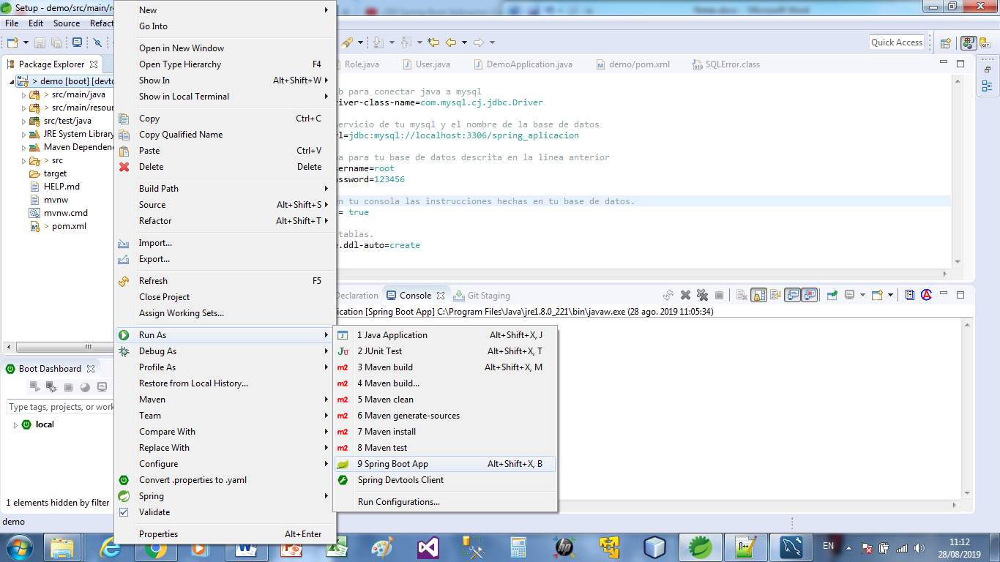 Setup - demo/src/main/re
File Edit Source Refact
Quick Access
Package Explorer
> demo [boot] [devto
> src/main/java
> src/main/resour
src/test/java
JRE System Library
Maven Dependenc
> src
target
HELP.md
mvnw
mvnw.cmd
> pom.xml
Boot Dashboard
Type tags, projects, or work
local
1 elements hidden by filter
demo
New
Go Into
Open in New Window
Open Type Hierarchy F4
Show In Alt+Shift+W
Show in Local Terminal
Copy Ctrl+C
Copy Qualified Name
Paste Ctrl+V
Delete Delete
Build Path
Source Alt+Shift+S
Refactor Alt+Shift+T
Import...
Export...
Refresh F5
Close Project
Assign Working Sets...
Run As
Debug As
Profile As
Restore from Local History...
Maven
Team
Compare With
Replace With
Configure
Convert .properties to .yaml
Spring
Validate
Properties Alt+Enter
1 Java Application Alt+Shift+X, J
2 JUnit Test Alt+Shift+X, T
3 Maven build Alt+Shift+X, M
4 Maven build...
5 Maven clean
6 Maven generate-sources
7 Maven install
8 Maven test
9 Spring Boot App Alt+Shift+X, B
Spring Devtools Client
Run Configurations...
Role.java User.java DemoApplication.java demo/pom.xml SQLError.class
b para conectar java a mysql
river-class-name=com.mysql.cj.jdbc.Driver
ervicio de tu mysql y el nombre de la base de datos
rl=jdbc:mysql://localhost:3306/spring_aplicacion
ña para tu base de datos descrita en la linea anterior
sername=root
assword=123456
en tu consola las instrucciones hechas en tu base de datos.
= true
tablas.
e.ddl-auto=create
Declaration Console Git Staging
ication [Spring Boot App] C:\Program Files\Java\jre1.8.0_221\bin\javaw.exe (28 ago. 2019 11:05:34)
EN
11:12
28/08/2019